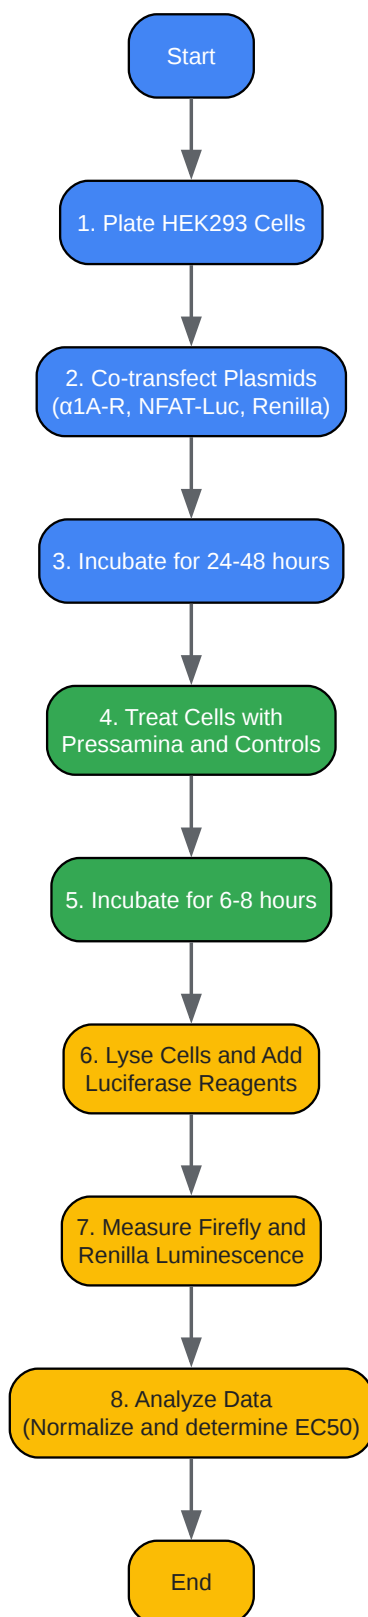 Start
1. Plate HEK293 Cells
2. Co-transfect Plasmids
(α1A-R, NFAT-Luc, Renilla)
3. Incubate for 24-48 hours
4. Treat Cells with
Pressamina and Controls
5. Incubate for 6-8 hours
6. Lyse Cells and Add
Luciferase Reagents
7. Measure Firefly and
Renilla Luminescence
8. Analyze Data
(Normalize and determine EC50)
End